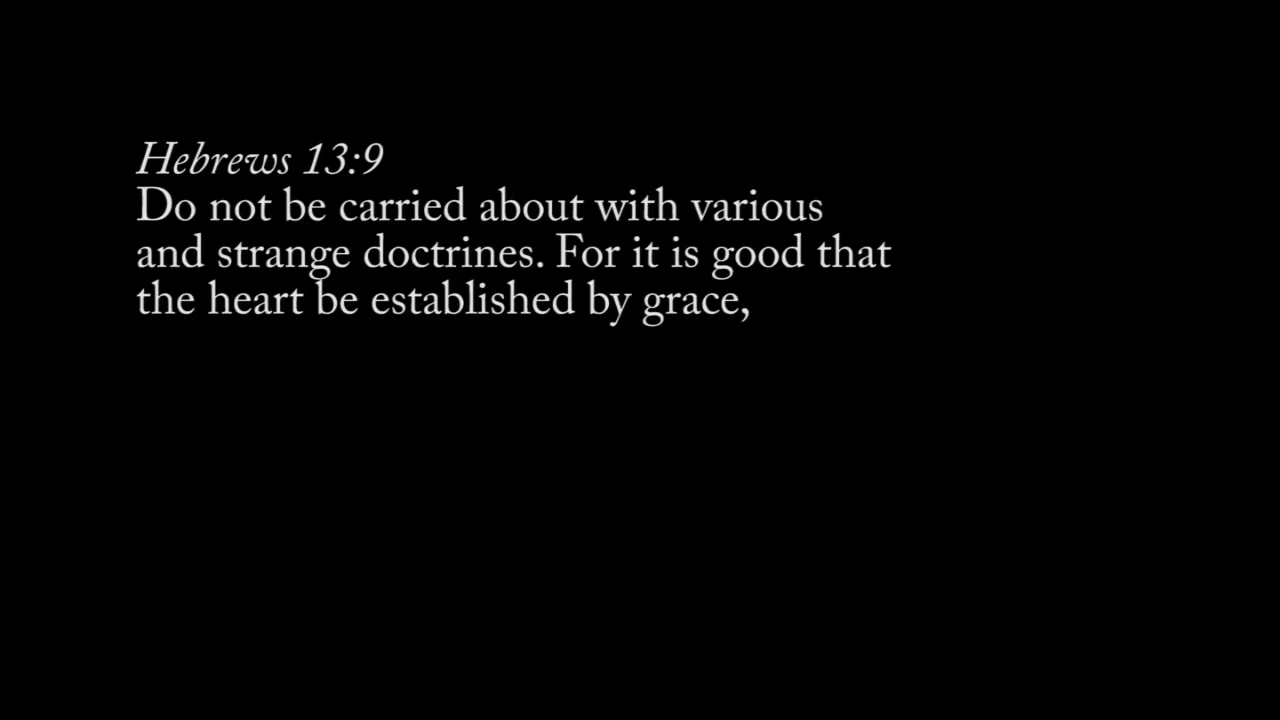 Hebrews 13:9
Do not be carried about with various
and strange doctrines. For it is good that
the heart be established by grace,